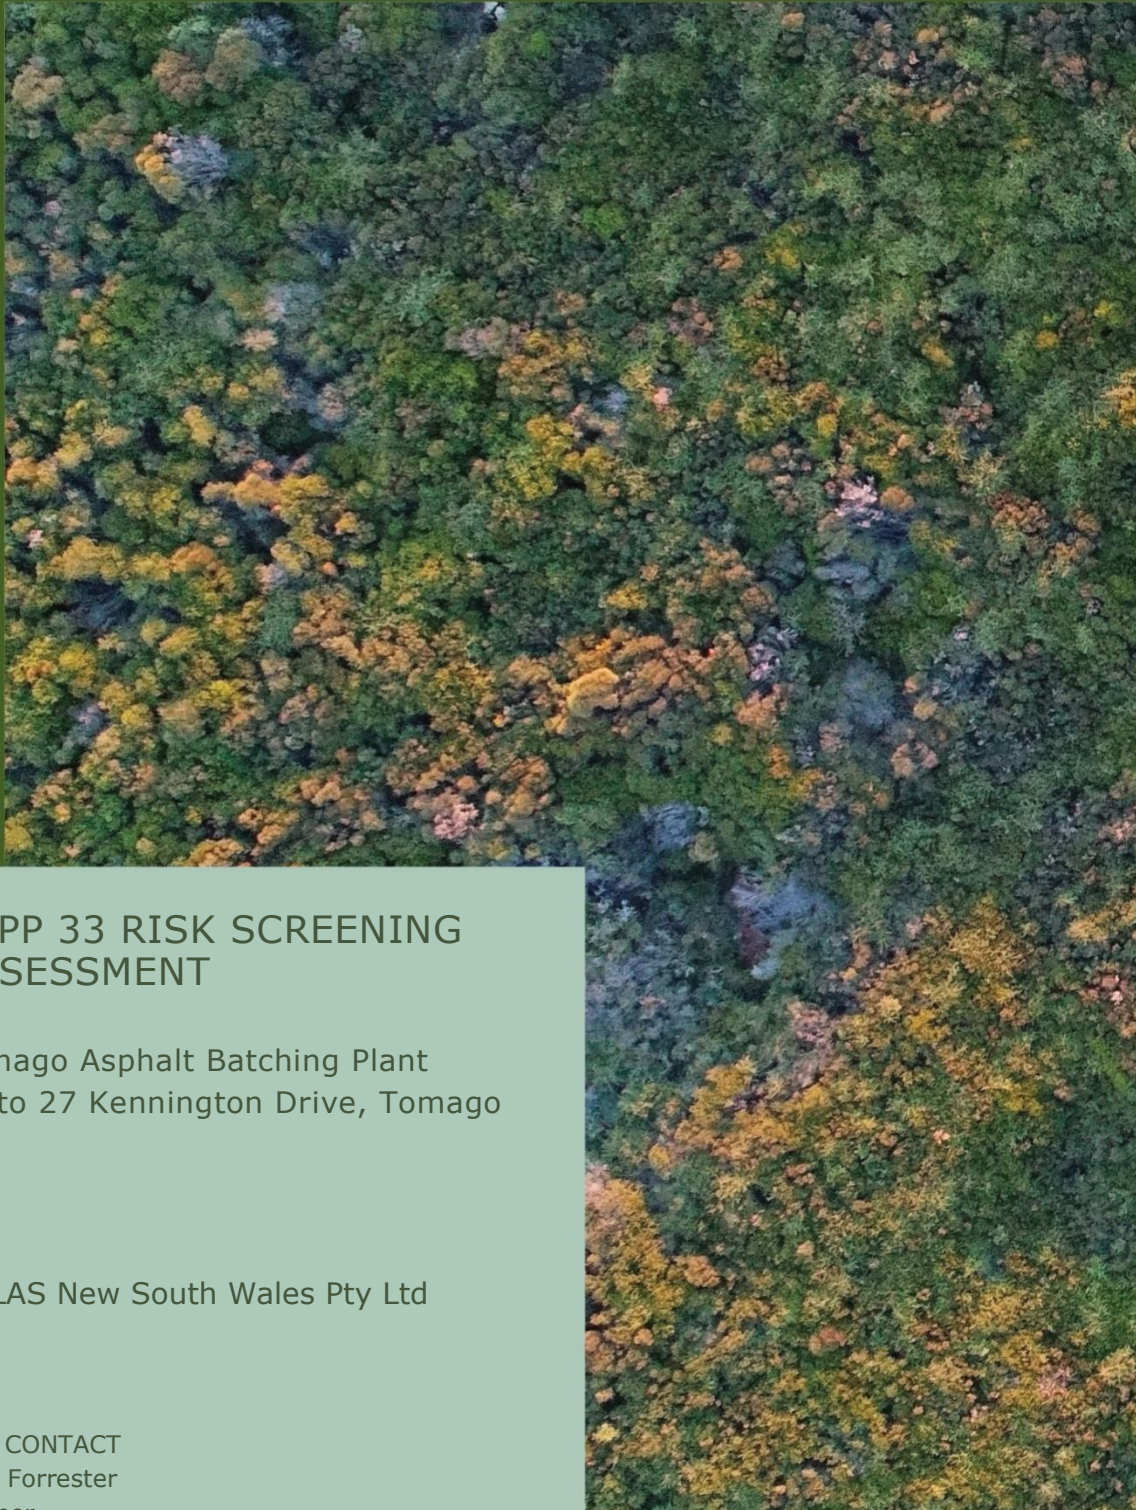 PP 33 RISK SCREENING
SESSMENT
mago Asphalt Batching Plant
to 27 Kennington Drive, Tomago
LAS New South Wales Pty Ltd
CONTACT
Forrester